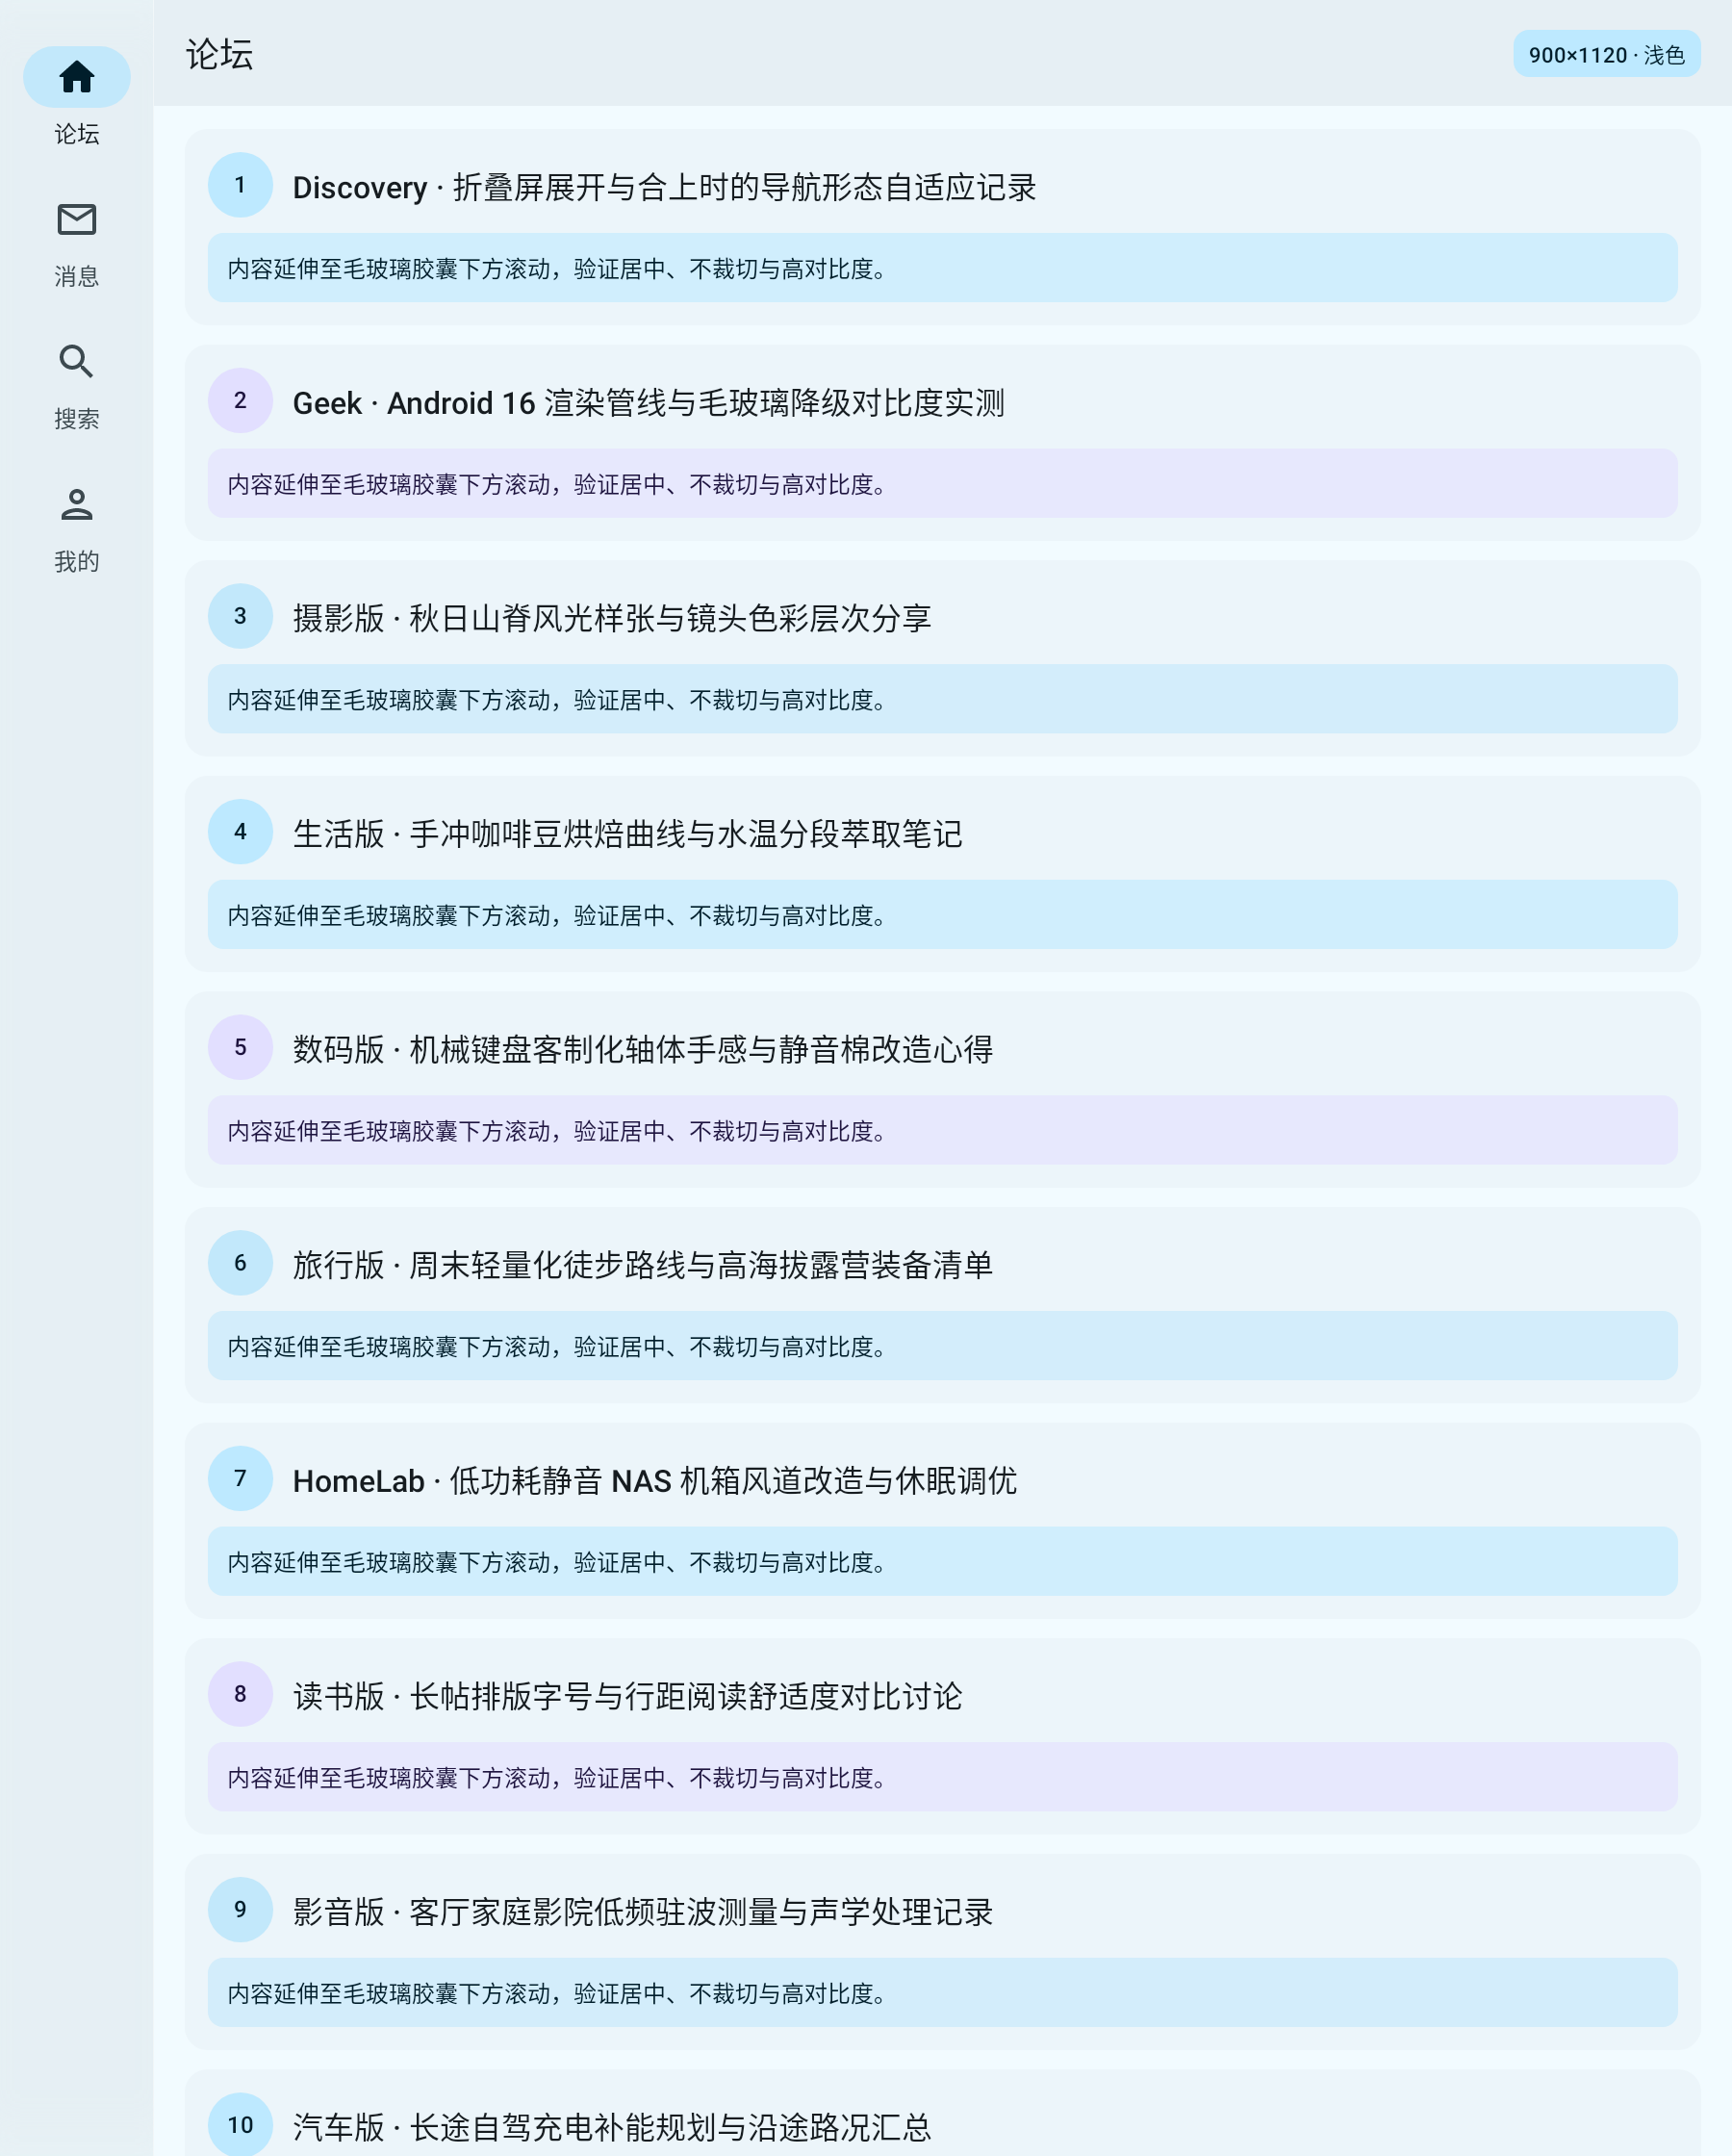 论坛
消息
搜索
我的
论坛
900×1120 · 浅色
1
Discovery · 折叠屏展开与合上时的导航形态自适应记录
内容延伸至毛玻璃胶囊下方滚动，验证居中、不裁切与高对比度。
2
Geek · Android 16 渲染管线与毛玻璃降级对比度实测
内容延伸至毛玻璃胶囊下方滚动，验证居中、不裁切与高对比度。
3
摄影版 · 秋日山脊风光样张与镜头色彩层次分享
内容延伸至毛玻璃胶囊下方滚动，验证居中、不裁切与高对比度。
4
生活版 · 手冲咖啡豆烘焙曲线与水温分段萃取笔记
内容延伸至毛玻璃胶囊下方滚动，验证居中、不裁切与高对比度。
5
数码版 · 机械键盘客制化轴体手感与静音棉改造心得
内容延伸至毛玻璃胶囊下方滚动，验证居中、不裁切与高对比度。
6
旅行版 · 周末轻量化徒步路线与高海拔露营装备清单
内容延伸至毛玻璃胶囊下方滚动，验证居中、不裁切与高对比度。
7
HomeLab · 低功耗静音 NAS 机箱风道改造与休眠调优
内容延伸至毛玻璃胶囊下方滚动，验证居中、不裁切与高对比度。
8
读书版 · 长帖排版字号与行距阅读舒适度对比讨论
内容延伸至毛玻璃胶囊下方滚动，验证居中、不裁切与高对比度。
9
影音版 · 客厅家庭影院低频驻波测量与声学处理记录
内容延伸至毛玻璃胶囊下方滚动，验证居中、不裁切与高对比度。
10
汽车版 · 长途自驾充电补能规划与沿途路况汇总